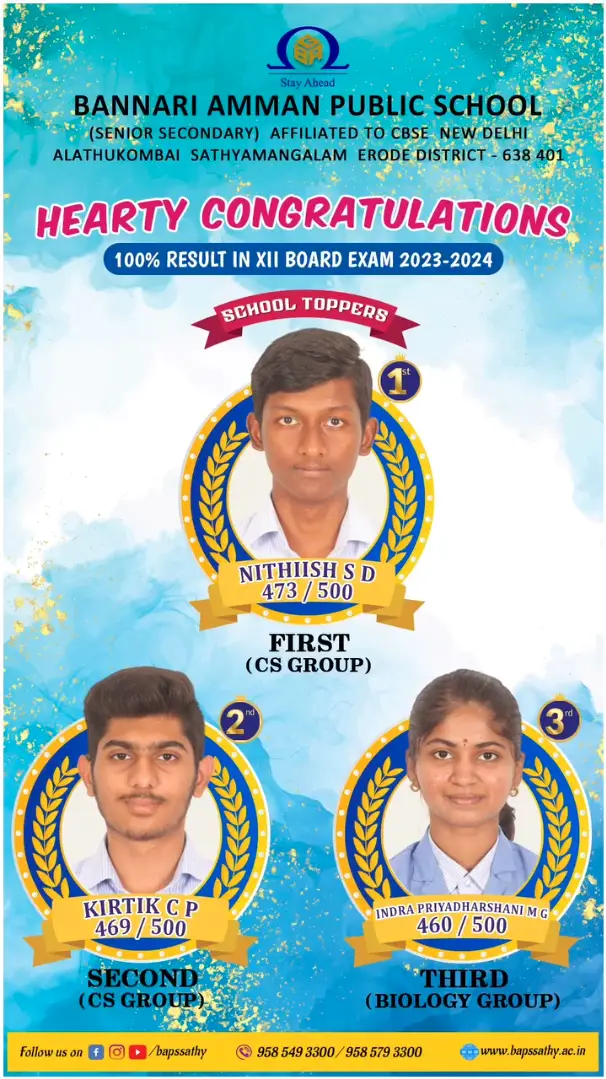 Stay Ahead
BANNARI AMMAN PUBLIC SCHOOL
(SENIOR SECONDARY) AFFILIATED TO CBSE NEW DELHI
ALATHUKOMBAI SATHYAMANGALAM ERODE DISTRICT - 638 401
HEARTY CONGRATULATIONS
100% RESULT IN XII BOARD EXAM 2023-2024
SCHOOL TOPPERS
1st
NITHIISH S D
473 / 500
FIRST
(CS GROUP)
2nd
KIRTIK C P
469 / 500
SECOND
(CS GROUP)
3rd
INDRA PRIYADHARSHANI M G
460 / 500
THIRD
(BIOLOGY GROUP)
Follow us on /bapssathy 958 549 3300 / 958 579 3300 www.bapssathy.ac.in